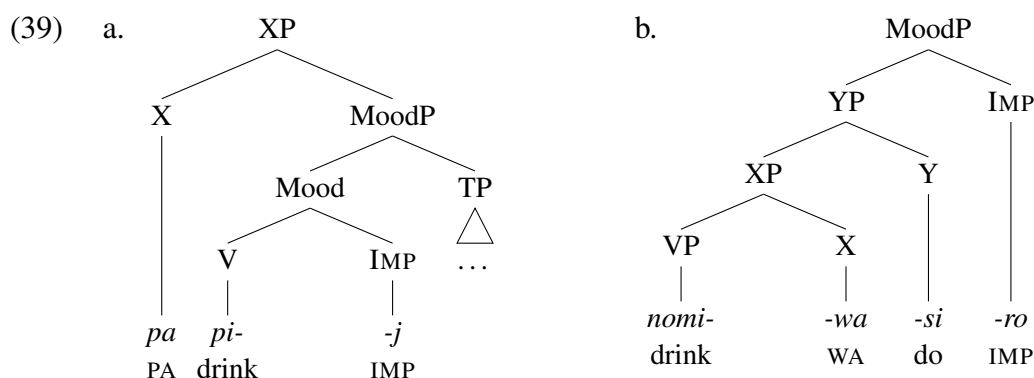 (39) a. XP b. MoodP
X MoodP YP IMP
Mood TP XP Y
V IMP ... VP X
pa pi- -j nomi- -wa -si -ro
PA drink IMP drink WA do IMP